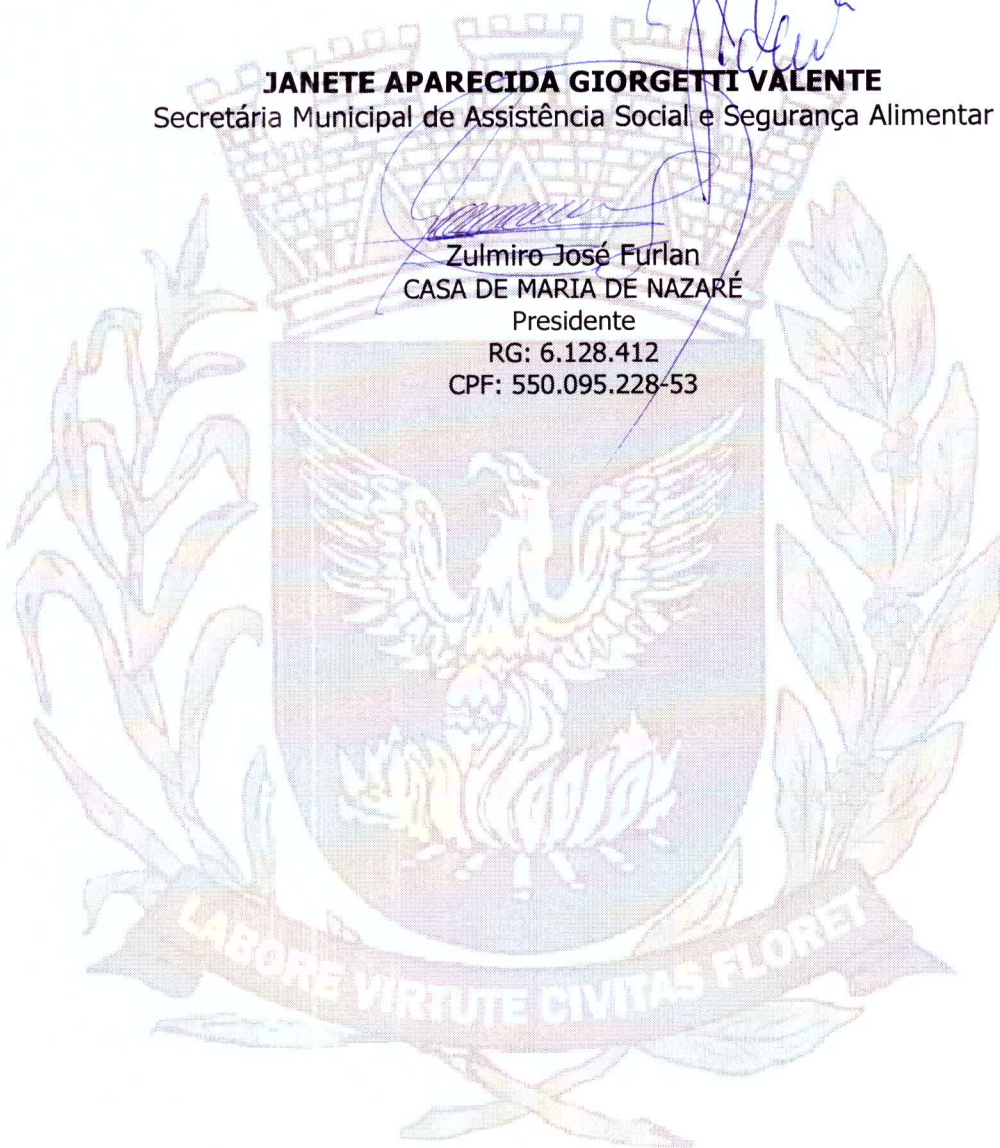 JANETE APARECIDA GIORGETTI VALENTE
Secretária Municipal de Assistência Social e Segurança Alimentar
Zulmiro José Furlan
CASA DE MARIA DE NAZARÉ
Presidente
RG: 6.128.412
CPF: 550.095.228-53
LABORE VIRTUTE CIVITAS FLORET